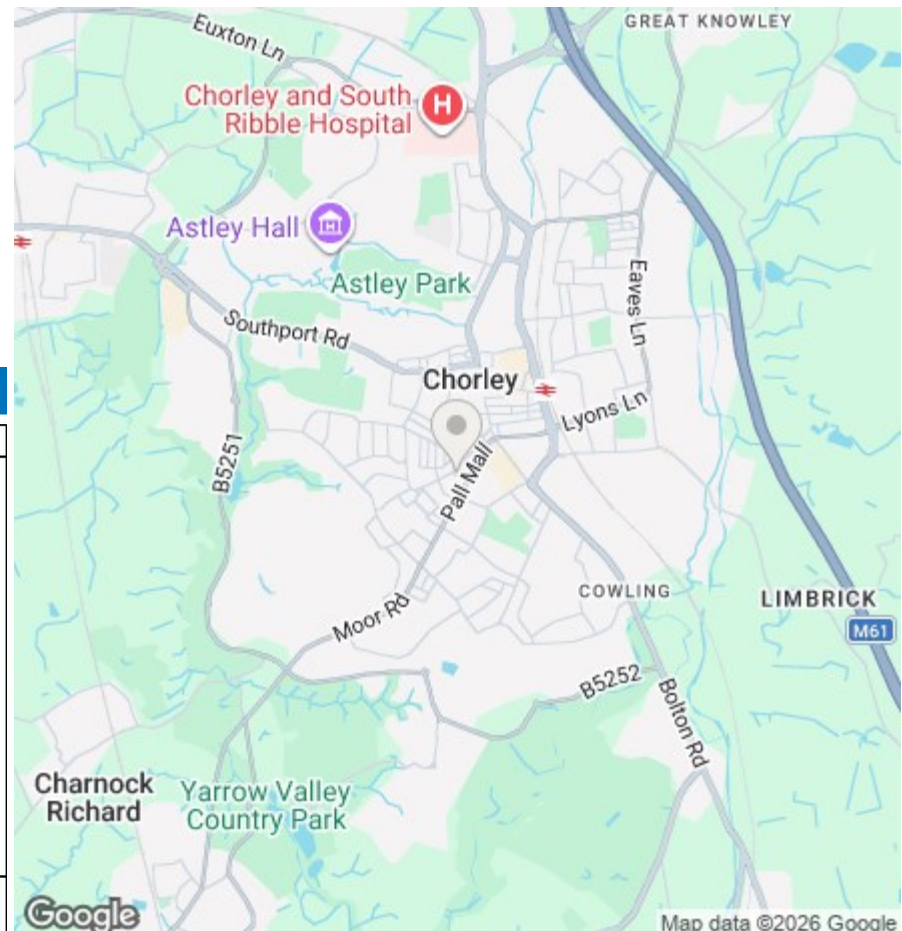 GREAT KNOWLEY
Euxton Ln
Chorley and South
Ribble Hospital
H
Astley Hall
Astley Park
Eaves Ln
Southport Rd
Chorley
Lyons Ln
B5251
Pall Mall
COWLING
LIMBRICK
M61
Moor Rd
B5252
Bolton Rd
Charnock
Richard
Yarrow Valley
Country Park
Google
Map data ©2026 Google